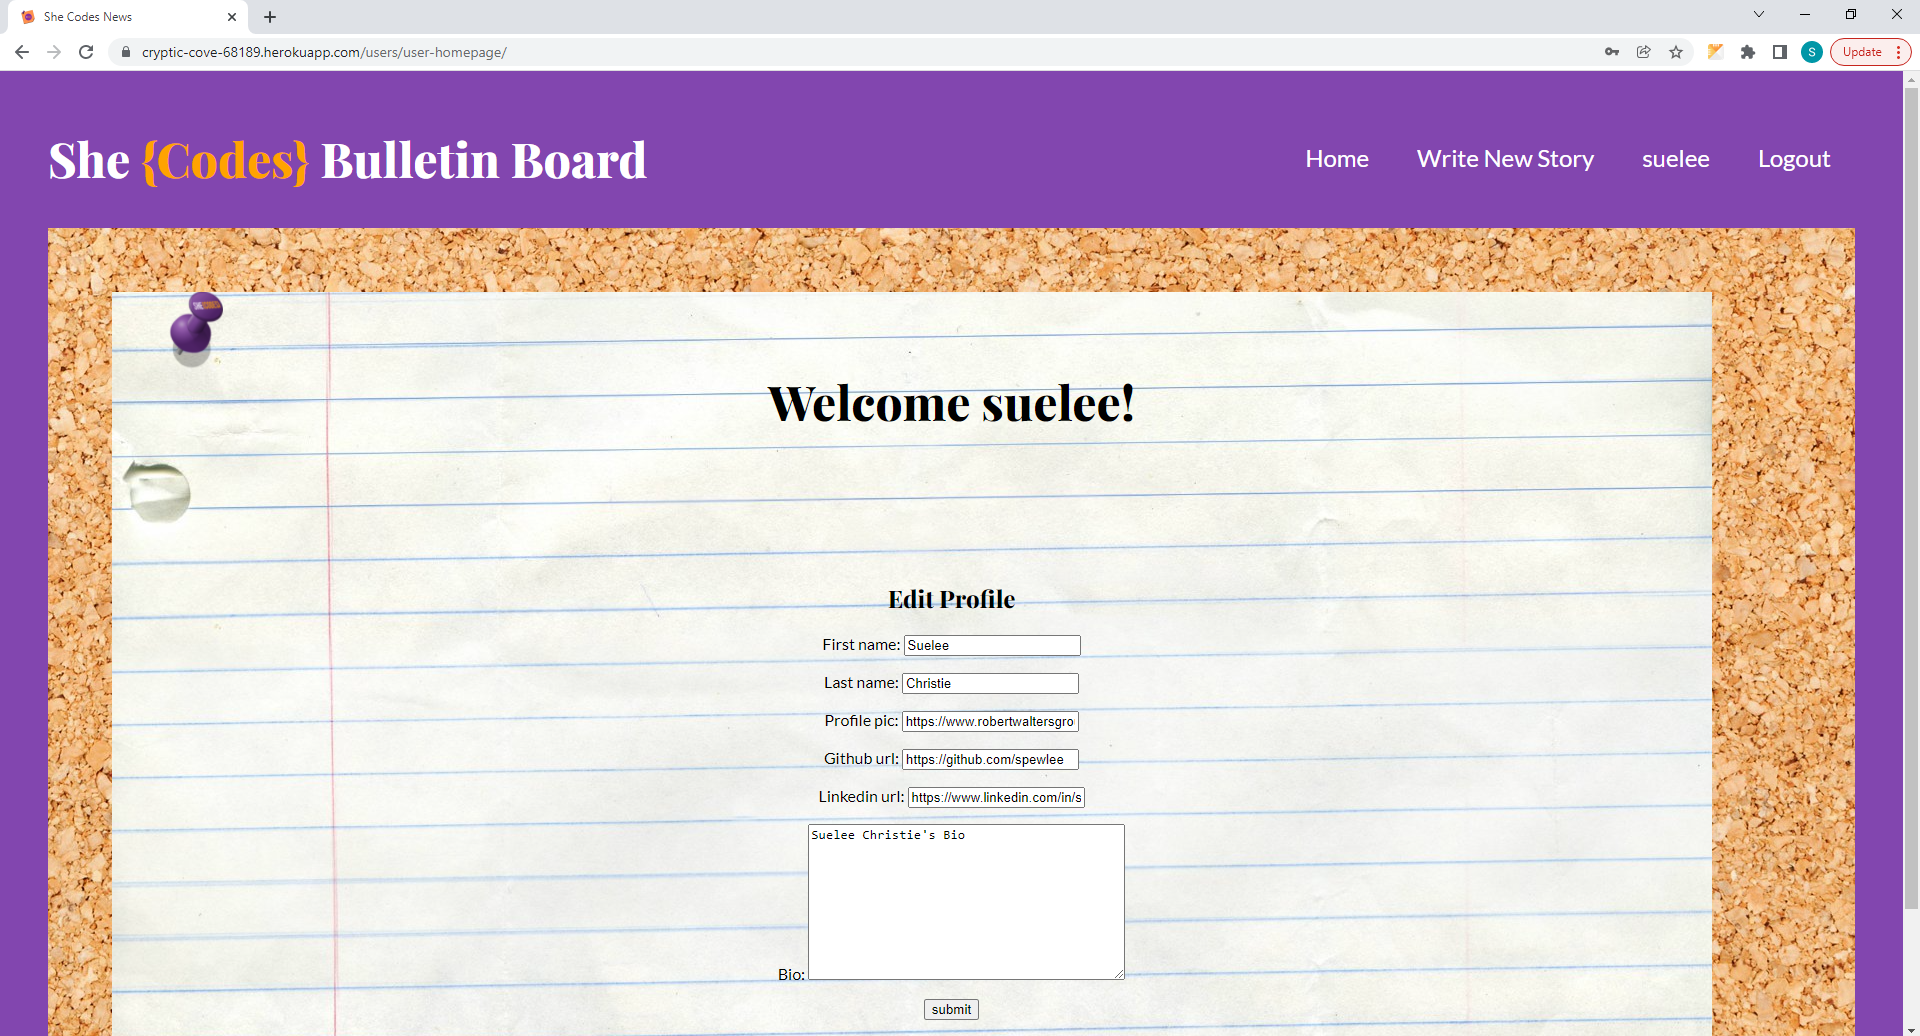 She Codes News
cryptic-cove-68189.herokuapp.com/users/user-homepage/
S
Update
She {Codes} Bulletin Board
Home
Write New Story
suelee
Logout
Welcome suelee!
Edit Profile
First name: Suelee
Last name: Christie
Profile pic: https://www.robertwaltersgro
Github url: https://github.com/spewlee
Linkedin url: https://www.linkedin.com/in/s
Suelee Christie's Bio
Bio:
submit